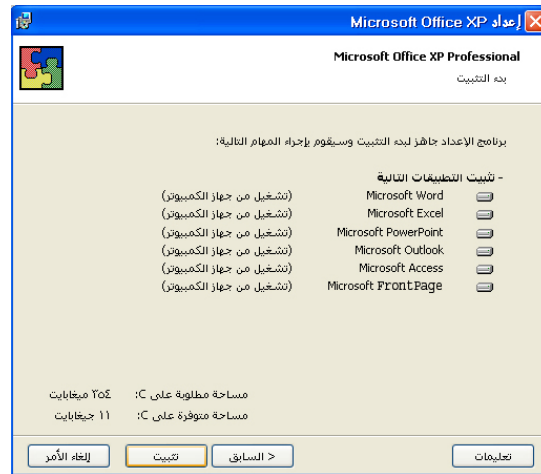 إعداد Microsoft Office XP
Microsoft Office XP Professional
بدء التثبيت
برنامج الإعداد جاهز لبدء التثبيت وسيقوم بإجراء المهام التالية:
- تثبيت التطبيقات التالية
Microsoft Word (تشغيل من جهاز الكمبيوتر)
Microsoft Excel (تشغيل من جهاز الكمبيوتر)
Microsoft PowerPoint (تشغيل من جهاز الكمبيوتر)
Microsoft Outlook (تشغيل من جهاز الكمبيوتر)
Microsoft Access (تشغيل من جهاز الكمبيوتر)
Microsoft FrontPage (تشغيل من جهاز الكمبيوتر)
مساحة مطلوبة على C: ٣٥٤ ميغابايت
مساحة متوفرة على C: ١١ جيغابايت
تعليمات < السابق تثبيت إلغاء الأمر